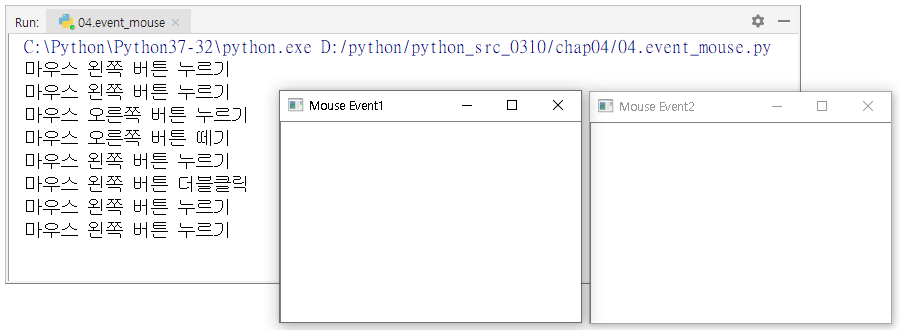 Run: 04.event_mouse
C:\Python\Python37-32\python.exe D:/python/python_src_0310/chap04/04.event_mouse.py
마우스 왼쪽 버튼 누르기
마우스 왼쪽 버튼 누르기
마우스 오른쪽 버튼 누르기
마우스 오른쪽 버튼 떼기
마우스 왼쪽 버튼 누르기
마우스 왼쪽 버튼 더블클릭
마우스 왼쪽 버튼 누르기
마우스 왼쪽 버튼 누르기
Mouse Event1
Mouse Event2